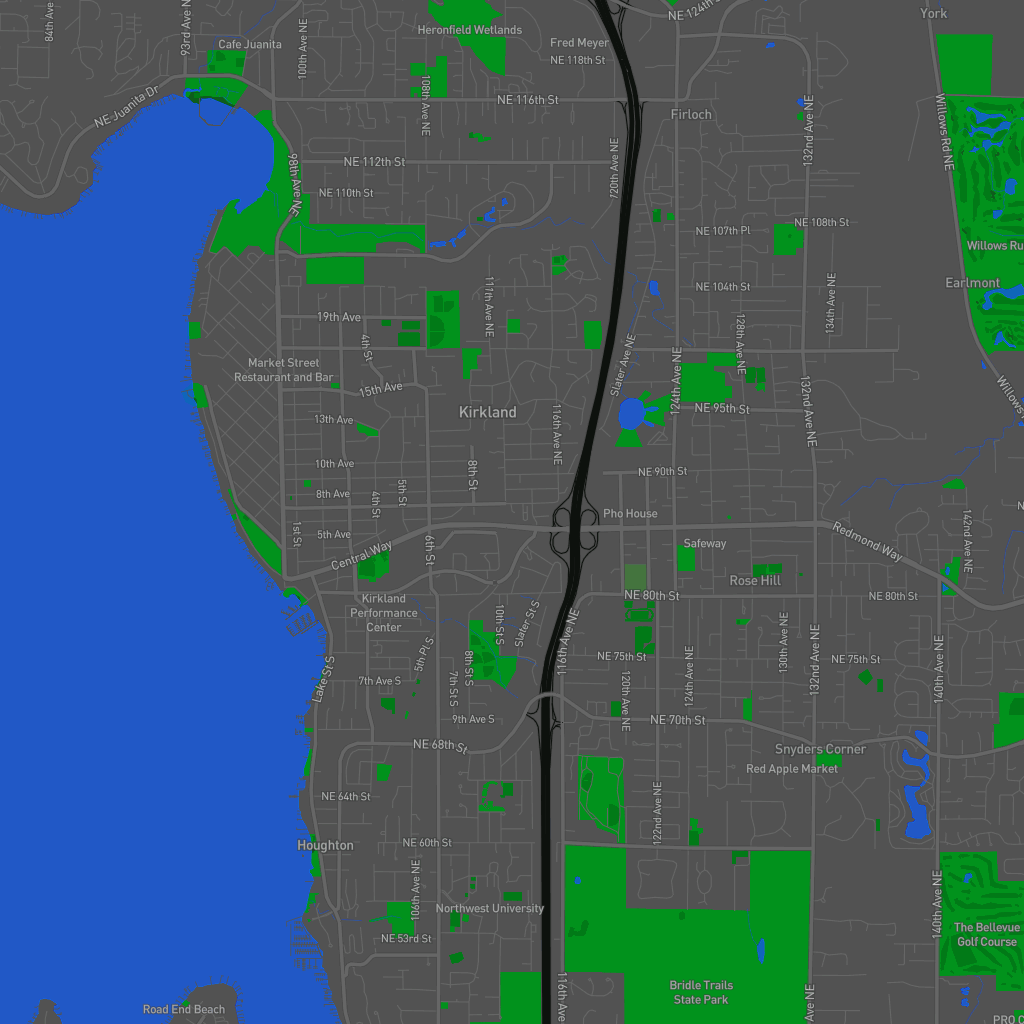 84th Ave NE
93rd Ave NE
Cafe Juanita
100th Ave NE
Heronfield Wetlands
Fred Meyer
NE 118th St
NE 124th St
York
NE Juanita Dr
108th Ave NE
NE 116th St
Firloch
132nd Ave NE
Willows Rd NE
98th Ave NE
NE 112th St
720th Ave NE
NE 110th St
NE 107th Pl
NE 108th St
Willows Ru
Earlmont
111th Ave NE
NE 104th St
134th Ave NE
19th Ave
4th St
128th Ave NE
Slater Ave NE
Market Street
Restaurant and Bar
15th Ave
124th Ave NE
132nd Ave NE
Willows
13th Ave
Kirkland
116th Ave NE
NE 95th St
10th Ave
8th St
NE 90th St
8th Ave
4th St
5th St
Pho House
N
1st St
5th Ave
Central Way
6th St
Safeway
Redmond Way
142nd Ave NE
Rose Hill
NE 80th St
NE 80th St
Kirkland
Performance
Center
10th St S
Slater St S
116th Ave NE
5th Pl S
8th St S
NE 75th St
124th Ave NE
130th Ave NE
132nd Ave NE
NE 75th St
140th Ave NE
Lake St S
7th Ave S
7th St S
120th Ave NE
9th Ave S
NE 70th St
NE 68th St
Snyders Corner
Red Apple Market
NE 64th St
122nd Ave NE
Houghton
NE 60th St
106th Ave NE
140th Ave NE
Northwest University
NE 53rd St
The Bellevue
Golf Course
Bridle Trails
State Park
116th Ave
Ave NE
Road End Beach
PRO C